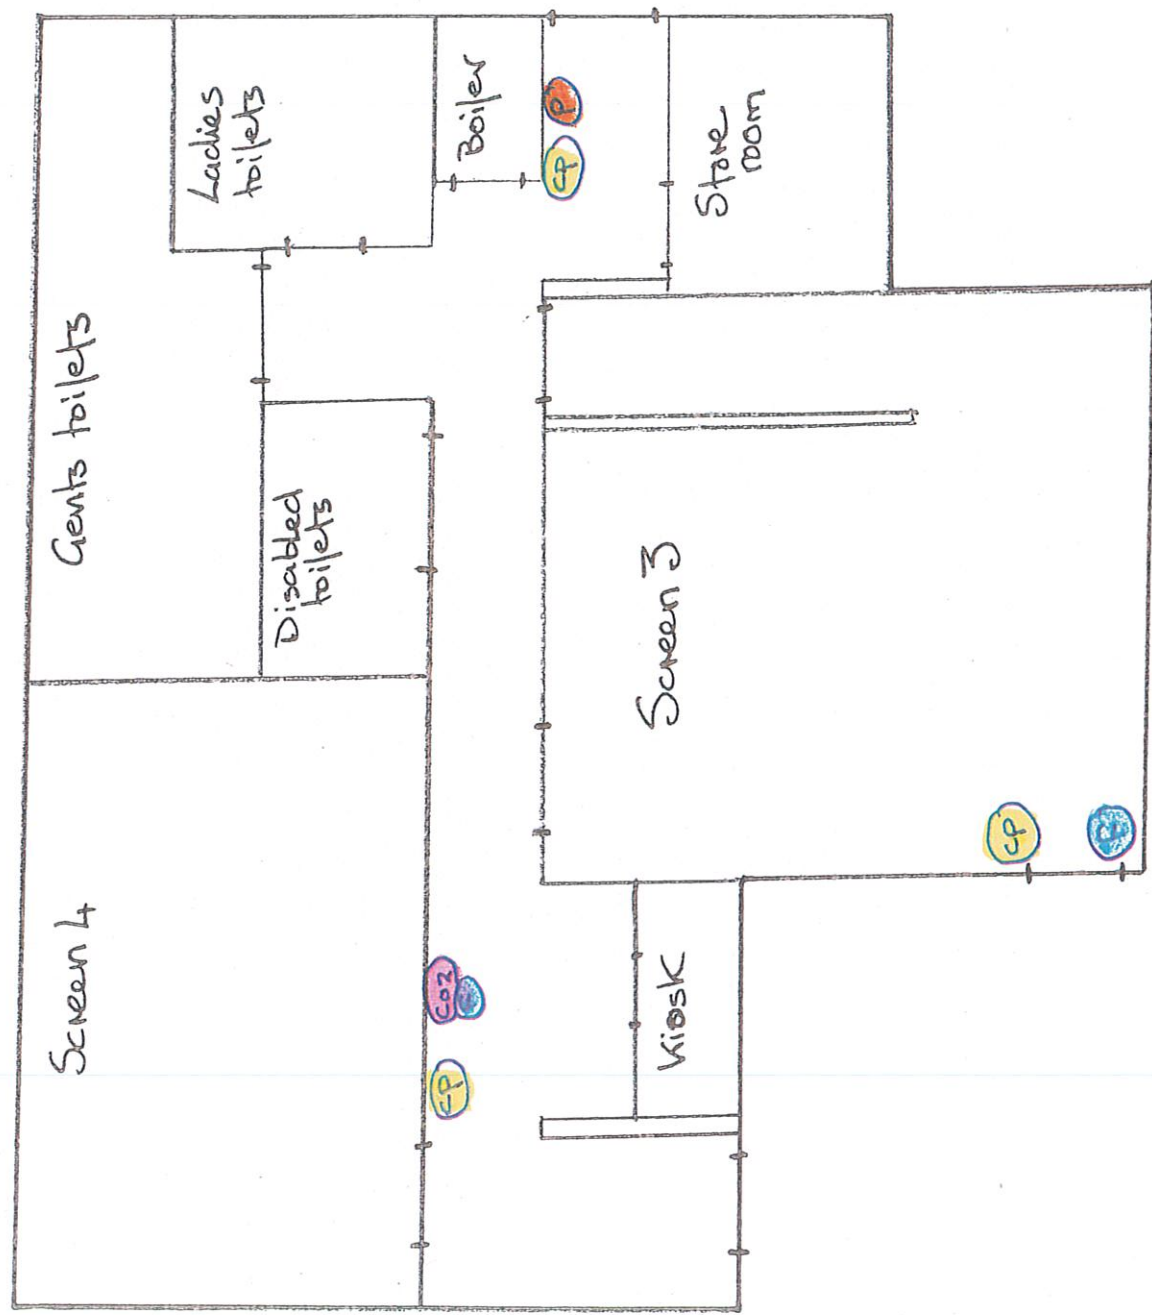 Screen 4
Gents toilets
Ladies
toilets
Disabled
toilets
Boiler
CP
CO2
CP
P
Screen 3
Kiosk
Store
room
CP